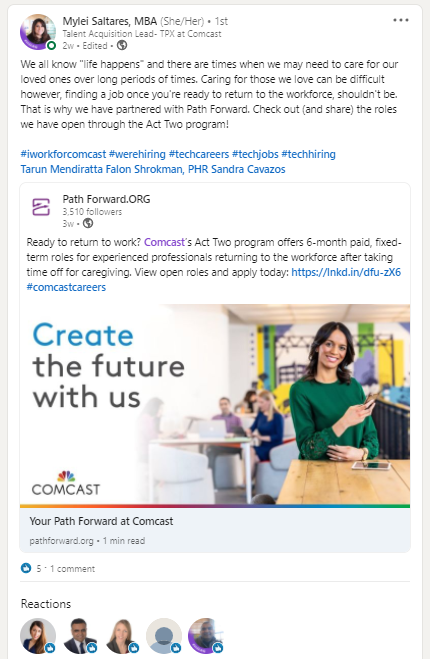 Mylei Saltares, MBA (She/Her) • 1st
Talent Acquisition Lead- TPX at Comcast
2w • Edited •
We all know "life happens" and there are times when we may need to care for our
loved ones over long periods of times. Caring for those we love can be difficult
however, finding a job once you're ready to return to the workforce, shouldn't be.
That is why we have partnered with Path Forward. Check out (and share) the roles
we have open through the Act Two program!
#iworkforcomcast #werehiring #techcareers #techjobs #techhiring
Tarun Mendiratta Falon Shrokman, PHR Sandra Cavazos
Path Forward.ORG
3,510 followers
3w •
Ready to return to work? Comcast's Act Two program offers 6-month paid, fixed-
term roles for experienced professionals returning to the workforce after taking
time off for caregiving. View open roles and apply today: https://lnkd.in/dfu-zX6
#comcastcareers
Create
the future
with us
COMCAST
Your Path Forward at Comcast
pathforward.org • 1 min read
5 · 1 comment
Reactions